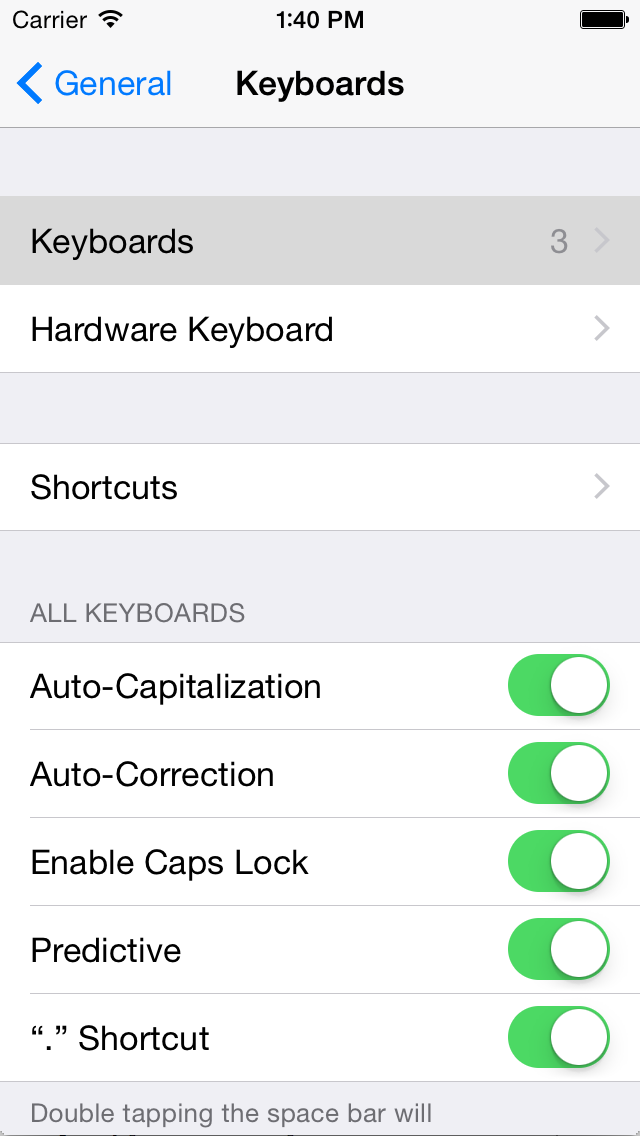 Carrier 1:40 PM
General Keyboards
Keyboards 3
Hardware Keyboard
Shortcuts
ALL KEYBOARDS
Auto-Capitalization
Auto-Correction
Enable Caps Lock
Predictive
“.” Shortcut
Double tapping the space bar will